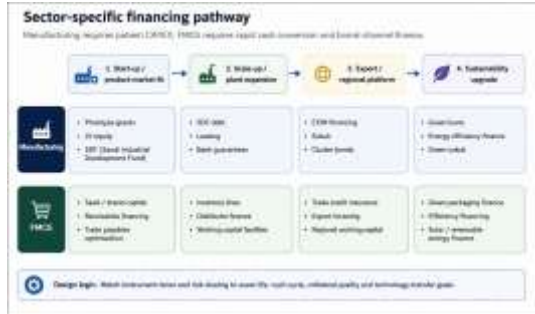 Sector-specific financing pathway
Manufacturing requires patient CAPEX; FMCG requires rapid cash conversion and brand-channel finance.
1. Start-up /
product-market fit
2. Scale-up /
plant expansion
3. Export /
regional platform
4. Sustainability
upgrade
Manufacturing
• Prototype grants
• equity
Industrial
Development Fund)
• debt
• Leasing
• Bank guarantees
• financing
• Sukuk
• Cluster bonds
• Green loans
• Energy efficiency finance
• Green sukuk
FMCG
• Seed / brand capital
• Receivables financing
• Trade payables
optimisation
• Inventory lines
• Distributor finance
• Working capital facilities
• Trade credit insurance
• Export factoring
• Regional working capital
• Green packaging finance
• Efficiency financing
• Solar / renewable
energy finance
Design logic: Match instrument tenor and risk-sharing to asset life, cash cycle, collateral quality and technology transfer goals.